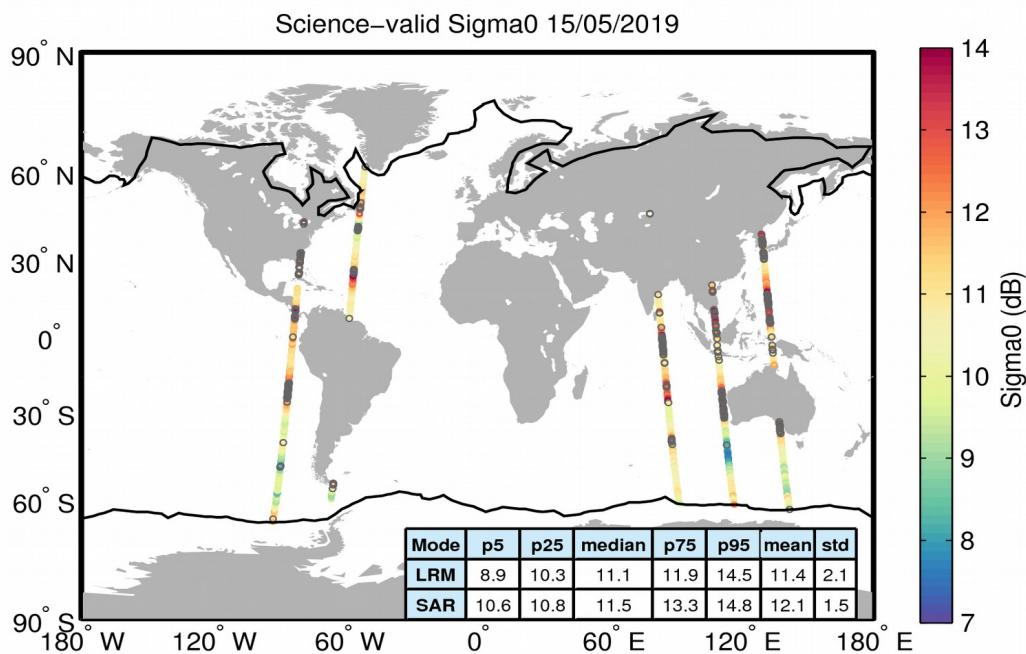 Science−valid Sigma0 15/05/2019
90° N
60° N
30° N
0°
30° S
60° S
90° S
180° W
120° W
60° W
0°
60° E
120° E
180° E
14
13
12
11
10
9
8
7
Sigma0 (dB)
Mode p5 p25 median p75 p95 mean std
LRM 8.9 10.3 11.1 11.9 14.5 11.4 2.1
SAR 10.6 10.8 11.5 13.3 14.8 12.1 1.5